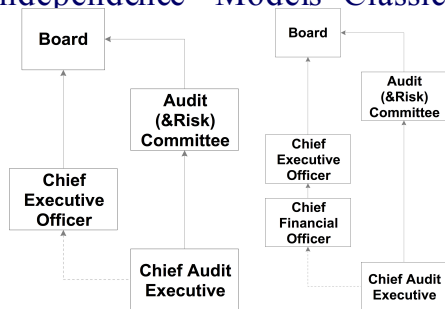 Independence Models Classic
Board
Audit
(&Risk)
Committee
Chief
Executive
Officer
Chief Audit
Executive
Board
Audit
(&Risk)
Committee
Chief
Executive
Officer
Chief
Financial
Officer
Chief Audit
Executive